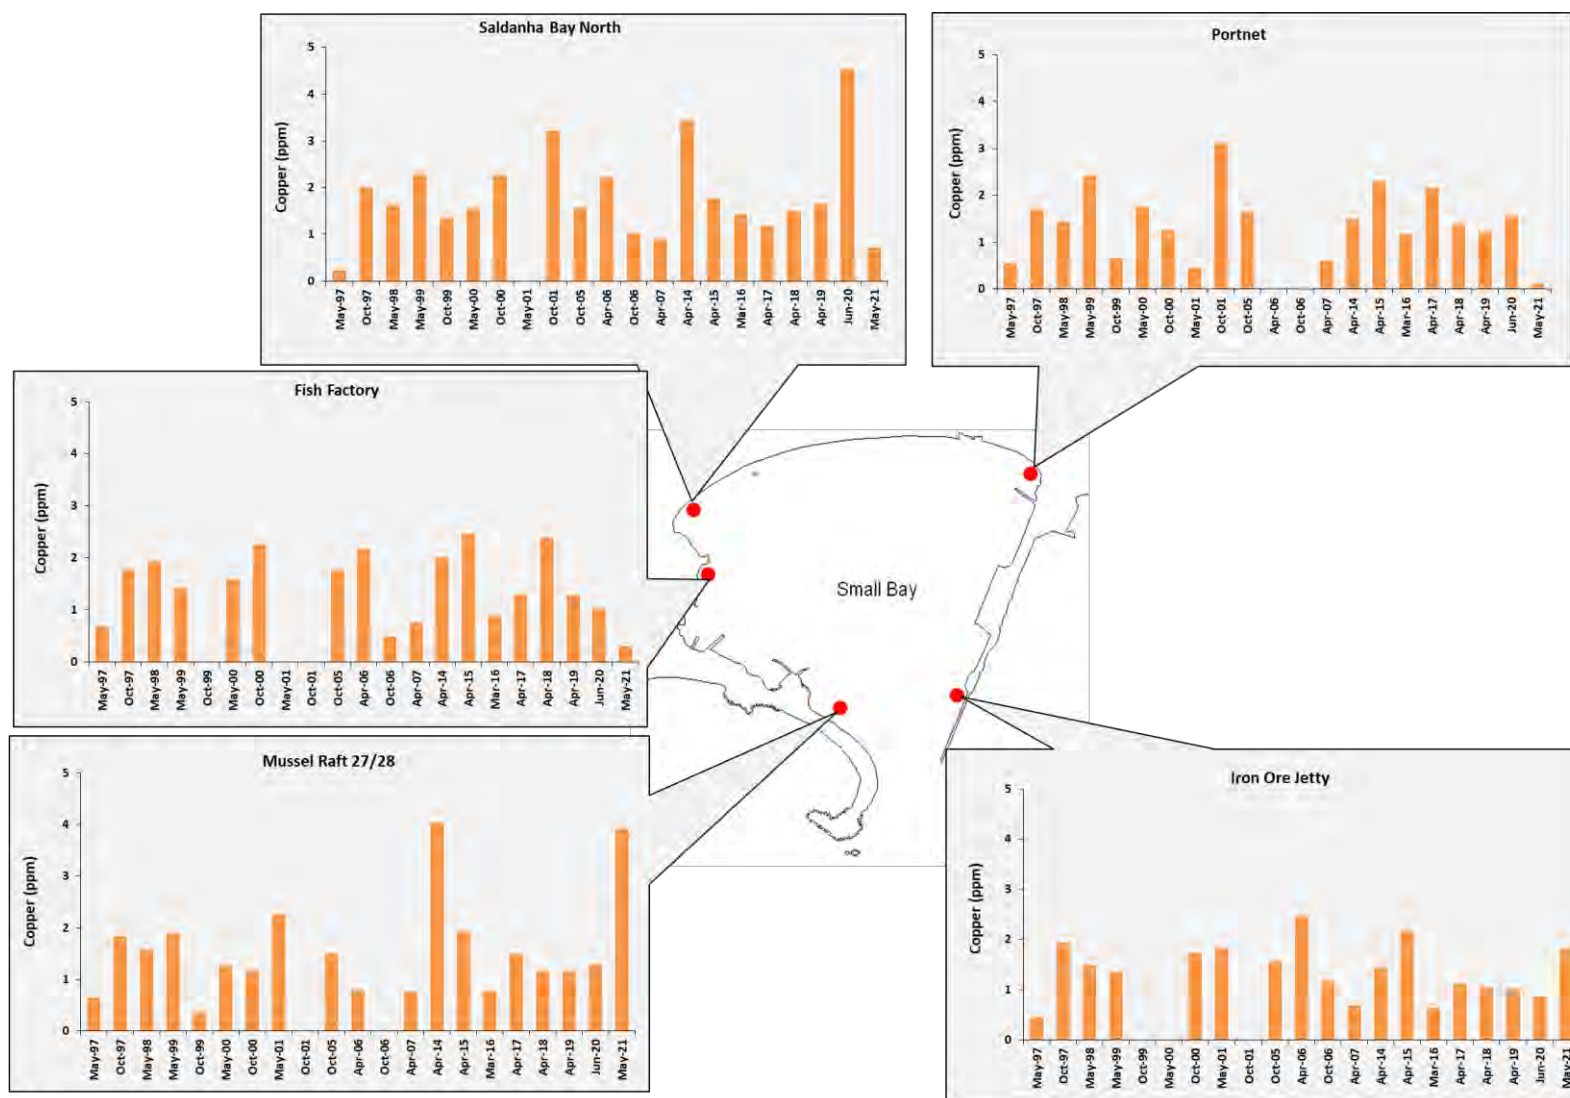 Saldanha Bay North
Copper (ppm)
5
4
3
2
1
0
May-97 Oct-97 May-98 May-99 Oct-99 May-00 Oct-00 May-01 Oct-01 Oct-05 Apr-06 Oct-06 Apr-07 Apr-14 Apr-15 Mar-16 Apr-17 Apr-18 Apr-19 Jun-20 May-21
Portnet
Copper (ppm)
5
4
3
2
1
0
May-97 Oct-97 May-98 May-99 Oct-99 May-00 Oct-00 May-01 Oct-01 Oct-05 Apr-06 Oct-06 Apr-07 Apr-14 Apr-15 Mar-16 Apr-17 Apr-18 Apr-19 Jun-20 May-21
Fish Factory
Copper (ppm)
5
4
3
2
1
0
May-97 Oct-97 May-98 May-99 Oct-99 May-00 Oct-00 May-01 Oct-01 Oct-05 Apr-06 Oct-06 Apr-07 Apr-14 Apr-15 Mar-16 Apr-17 Apr-18 Apr-19 Jun-20 May-21
Small Bay
Mussel Raft 27/28
Copper (ppm)
5
4
3
2
1
0
May-97 Oct-97 May-98 May-99 Oct-99 May-00 Oct-00 May-01 Oct-01 Oct-05 Apr-06 Oct-06 Apr-07 Apr-14 Apr-15 Mar-16 Apr-17 Apr-18 Apr-19 Jun-20 May-21
Iron Ore Jetty
Copper (ppm)
5
4
3
2
1
0
May-97 Oct-97 May-98 May-99 Oct-99 May-00 Oct-00 May-01 Oct-01 Oct-05 Apr-06 Oct-06 Apr-07 Apr-14 Apr-15 Mar-16 Apr-17 Apr-18 Apr-19 Jun-20 May-21